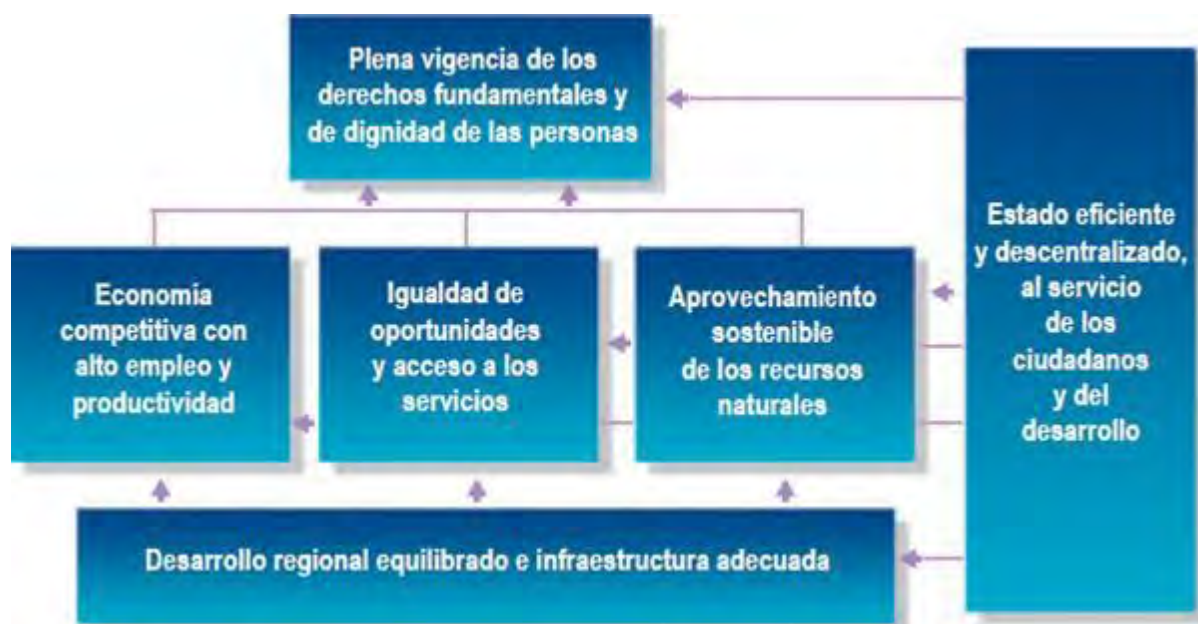 Plena vigencia de los
derechos fundamentales y
de dignidad de las personas
Economía
competitiva con
alto empleo y
productividad
Igualdad de
oportunidades
y acceso a los
servicios
Aprovechamiento
sostenible
de los recursos
naturales
Estado eficiente
y descentralizado,
al servicio
de los
ciudadanos
y del
desarrollo
Desarrollo regional equilibrado e infraestructura adecuada